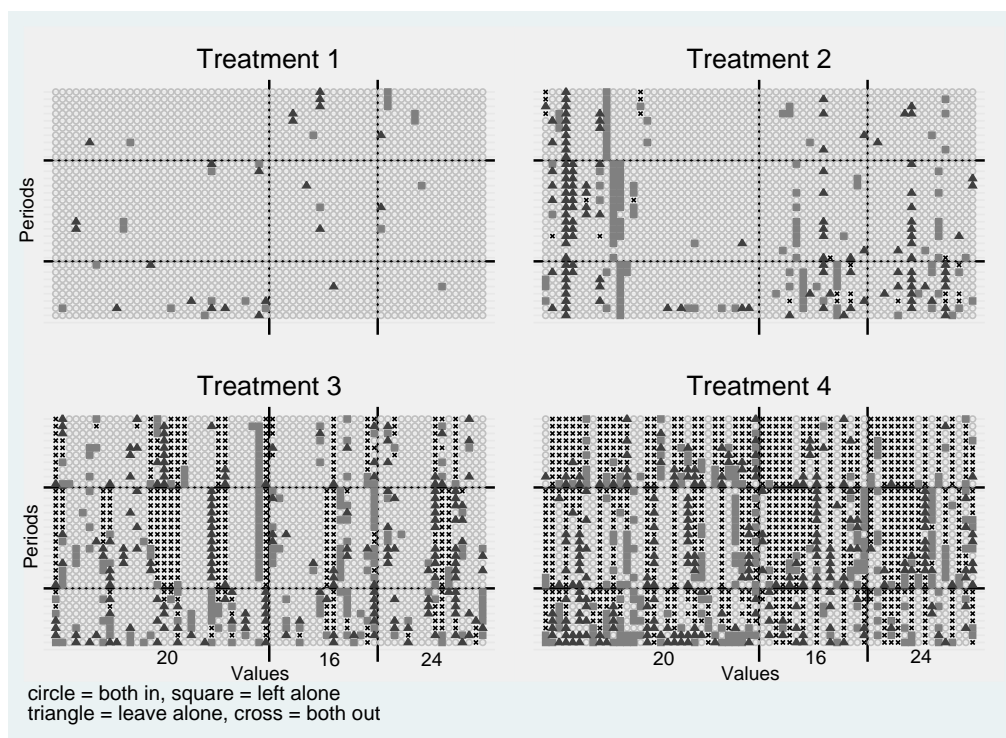 Treatment 1
Treatment 2
Periods
Treatment 3
Treatment 4
Periods
20
16
24
Values
20
16
24
Values
circle = both in, square = left alone
triangle = leave alone, cross = both out